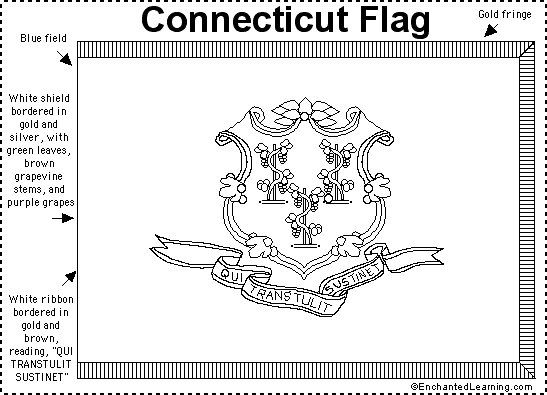 Connecticut Flag
Gold fringe
Blue field
White shield
bordered in
gold and
silver, with
green leaves,
brown
grapevine
stems, and
purple grapes
White ribbon
bordered in
gold and
brown,
reading, "QUI
TRANSTULIT
SUSTINET"
QUI TRANSTULIT SUSTINET
©EnchantedLearning.com